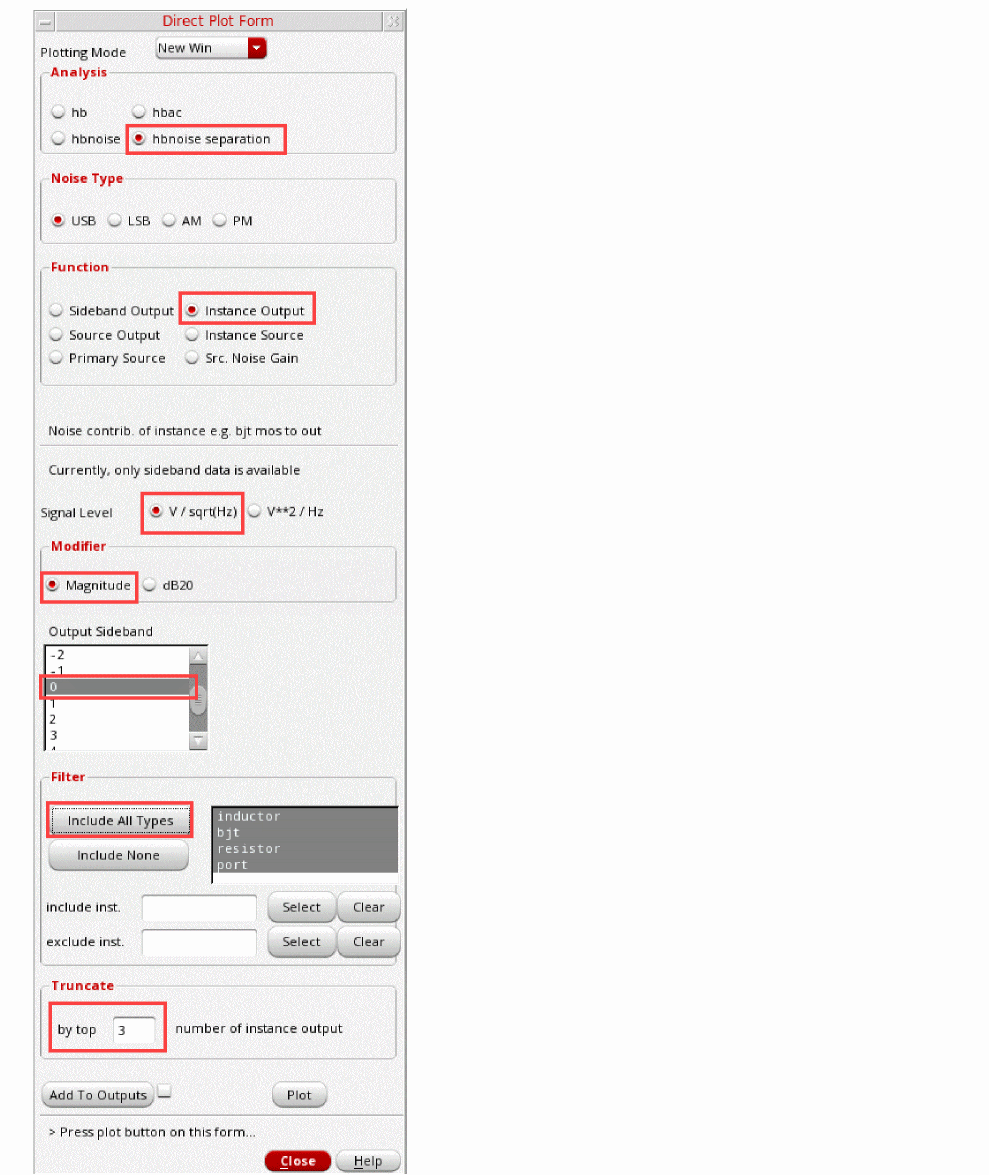 Direct Plot Form
Plotting Mode New Win
Analysis
hb hbac
hbnoise hbnoise separation
Noise Type
USB LSB AM PM
Function
Sideband Output Instance Output
Source Output Instance Source
Primary Source Src. Noise Gain
Noise contrib. of instance e.g. bjt mos to out
Currently, only sideband data is available
Signal Level V / sqrt(Hz) V**2 / Hz
Modifier
Magnitude dB20
Output Sideband
-2
-1
0
1
2
3
Filter
Include All Types
Include None
inductor
bjt
resistor
port
include inst. Select Clear
exclude inst. Select Clear
Truncate
by top 3 number of instance output
Add To Outputs Plot
> Press plot button on this form...
Close Help